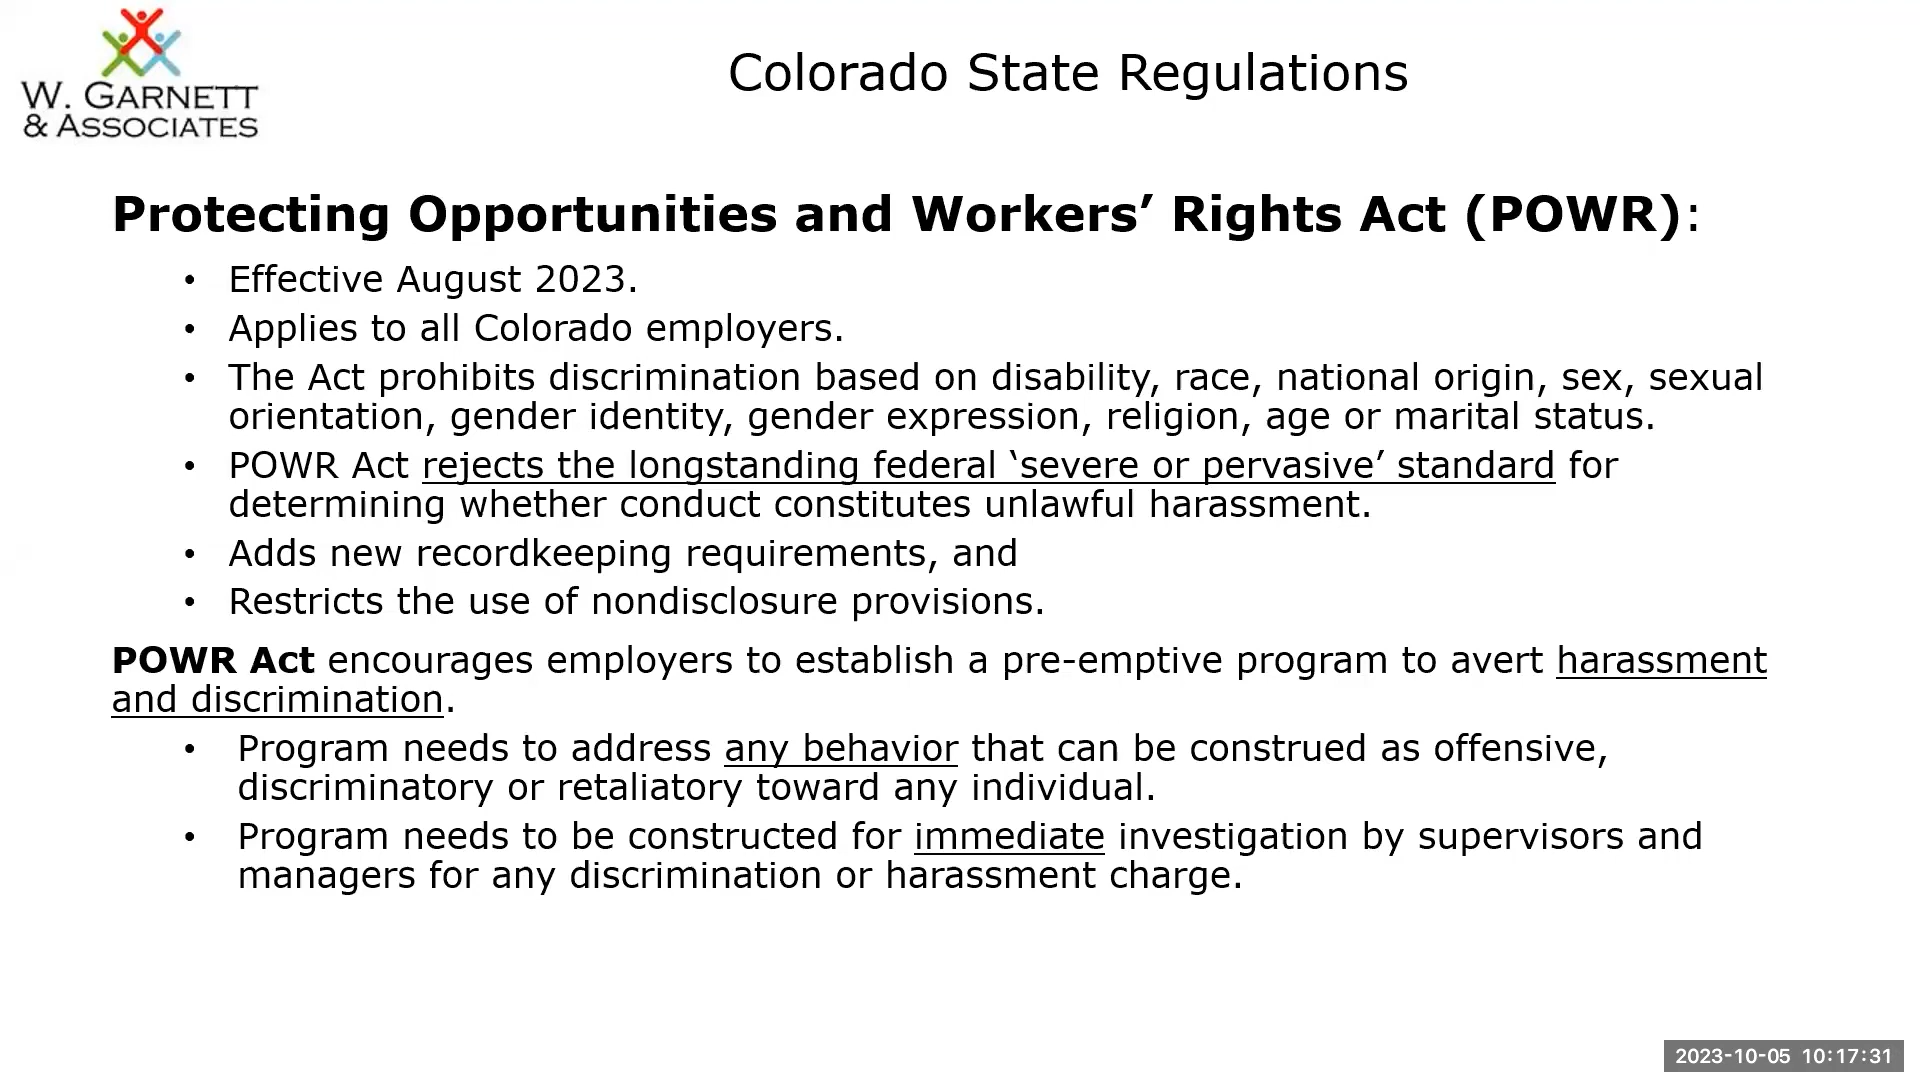 W. GARNETT
& ASSOCIATES
Colorado State Regulations
Protecting Opportunities and Workers’ Rights Act (POWR):
• Effective August 2023.
• Applies to all Colorado employers.
• The Act prohibits discrimination based on disability, race, national origin, sex, sexual
orientation, gender identity, gender expression, religion, age or marital status.
• POWR Act rejects the longstanding federal ‘severe or pervasive’ standard for
determining whether conduct constitutes unlawful harassment.
• Adds new recordkeeping requirements, and
• Restricts the use of nondisclosure provisions.
POWR Act encourages employers to establish a pre-emptive program to avert harassment
and discrimination.
• Program needs to address any behavior that can be construed as offensive,
discriminatory or retaliatory toward any individual.
• Program needs to be constructed for immediate investigation by supervisors and
managers for any discrimination or harassment charge.
2023-10-05 10:17:31